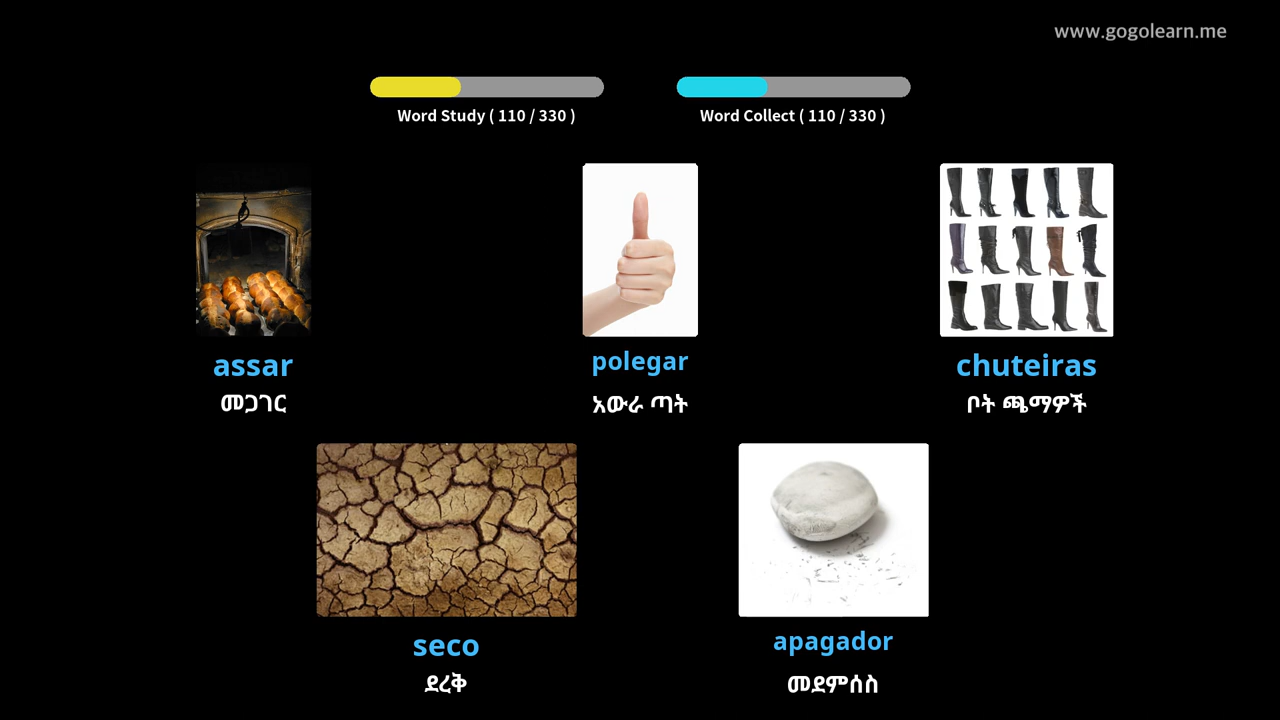 www.gogolearn.me
Word Study ( 110 / 330 )
Word Collect ( 110 / 330 )
assar
መጋገር
polegar
አውራ ጣት
chuteiras
ቦት ጫማዎች
seco
ደረቅ
apagador
መደምሰስ